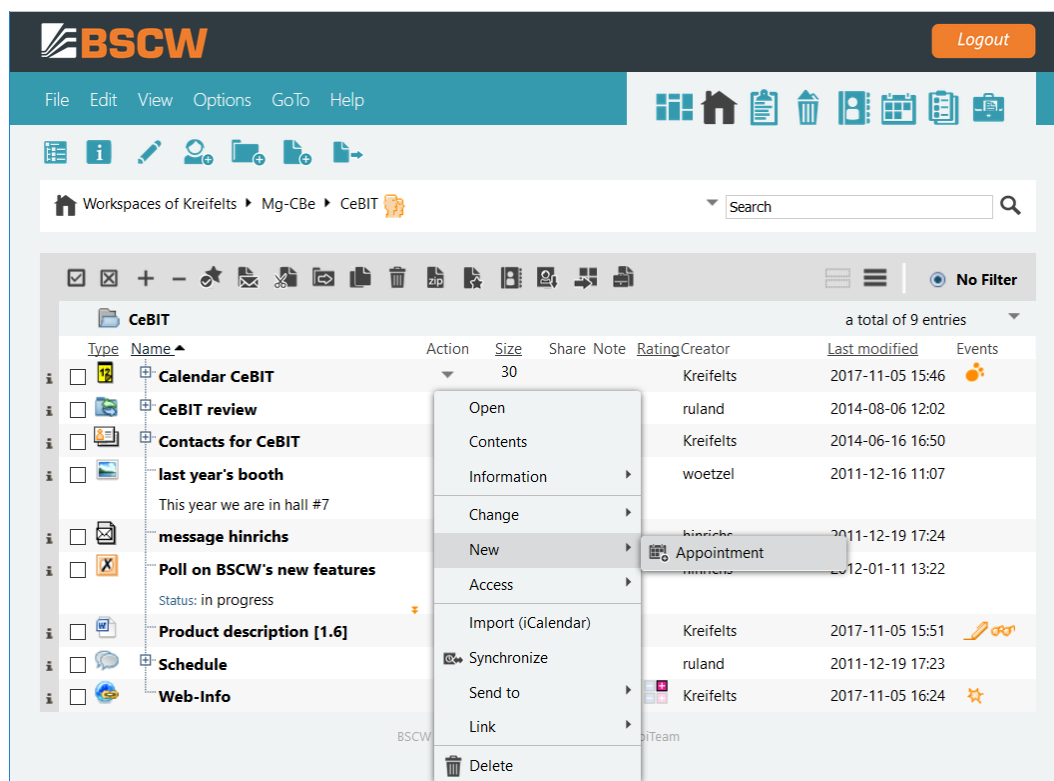 BSCW
Logout
File Edit View Options GoTo Help
Workspaces of Kreifelts Mg-CBe CeBIT
Search
zip
No Filter
CeBIT a total of 9 entries
Type Name Action Size Share Note Rating Creator Last modified Events
Calendar CeBIT 30 Kreifelts 2017-11-05 15:46
Open
CeBIT review ruland 2014-08-06 12:02
Contents
Contacts for CeBIT Kreifelts 2014-06-16 16:50
Information
last year's booth woetzel 2011-12-16 11:07
This year we are in hall #7
Change
message hinrichs hinrichs 2011-12-19 17:24
New
Appointment
Poll on BSCW's new features hinrichs 2012-01-11 13:22
Access
Status: in progress
Import (iCalendar)
Product description [1.6] Kreifelts 2017-11-05 15:51
Synchronize
Schedule ruland 2011-12-19 17:23
Send to
Web-Info Kreifelts 2017-11-05 16:24
Link
BSCW
Delete